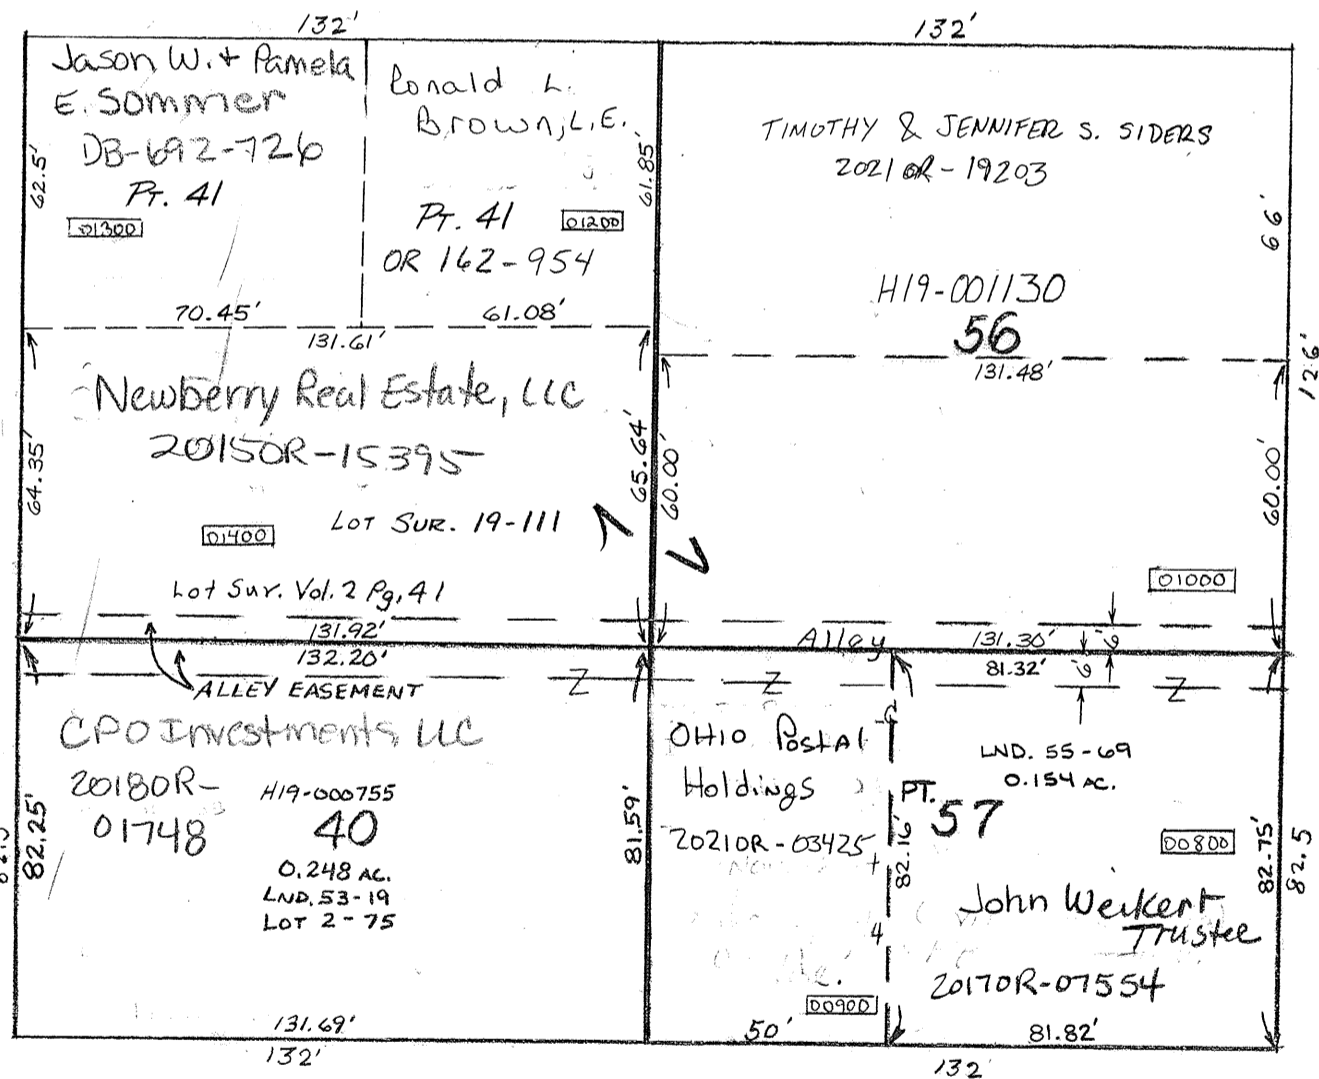 132'
132'
Jason W. + Pamela
E. Sommer
DB-692-726
PT. 41
01300
62.5'
70.45'
Ronald L.
Brown, L.E.
PT. 41
01200
OR 162-954
61.85'
61.08'
131.61'
TIMOTHY & JENNIFER S. SIDERS
2021 OR-19203
H19-001130
56
131.48'
66'
126'
60.00'
60.00'
01000
Newberry Real Estate, LLC
2015OR-15395
LOT SUR. 19-111
01400
Lot Sur. Vol. 2 Pg. 41
64.35'
65.64'
131.92'
132.20'
ALLEY EASEMENT
Alley
131.30'
6'
81.32'
6'
Z
Z
Z
CPO Investments LLC
2018OR-
01748
H19-000755
40
0.248 AC.
LND. 53-19
LOT 2-75
82.25'
81.59'
131.69'
132'
OHIO Postal
Holdings
2021OR-03425
00900
50'
82.16'
4
PT.
57
LND. 55-69
0.154 AC.
00800
John Weikert
Trustee
2017OR-07554
82.75'
82.5
81.82'
132